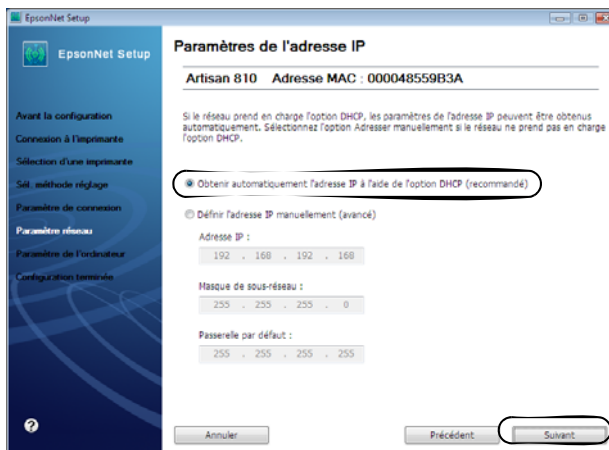 EpsonNet Setup
EpsonNet Setup
Avant la configuration
Connexion à l'imprimante
Sélection d'une imprimante
Sél. méthode réglage
Paramètre de connexion
Paramètre réseau
Paramètre de l'ordinateur
Configuration terminée
?
Paramètres de l'adresse IP
Artisan 810 Adresse MAC : 000048559B3A
Si le réseau prend en charge l'option DHCP, les paramètres de l'adresse IP peuvent être obtenus
automatiquement. Sélectionnez l'option Adresser manuellement si le réseau ne prend pas en charge
l'option DHCP.
Obtenir automatiquement l'adresse IP à l'aide de l'option DHCP (recommandé)
Définir l'adresse IP manuellement (avancé)
Adresse IP :
192 . 168 . 192 . 168
Masque de sous-réseau :
255 . 255 . 255 . 0
Passerelle par défaut :
255 . 255 . 255 . 255
Annuler
Précédent
Suivant